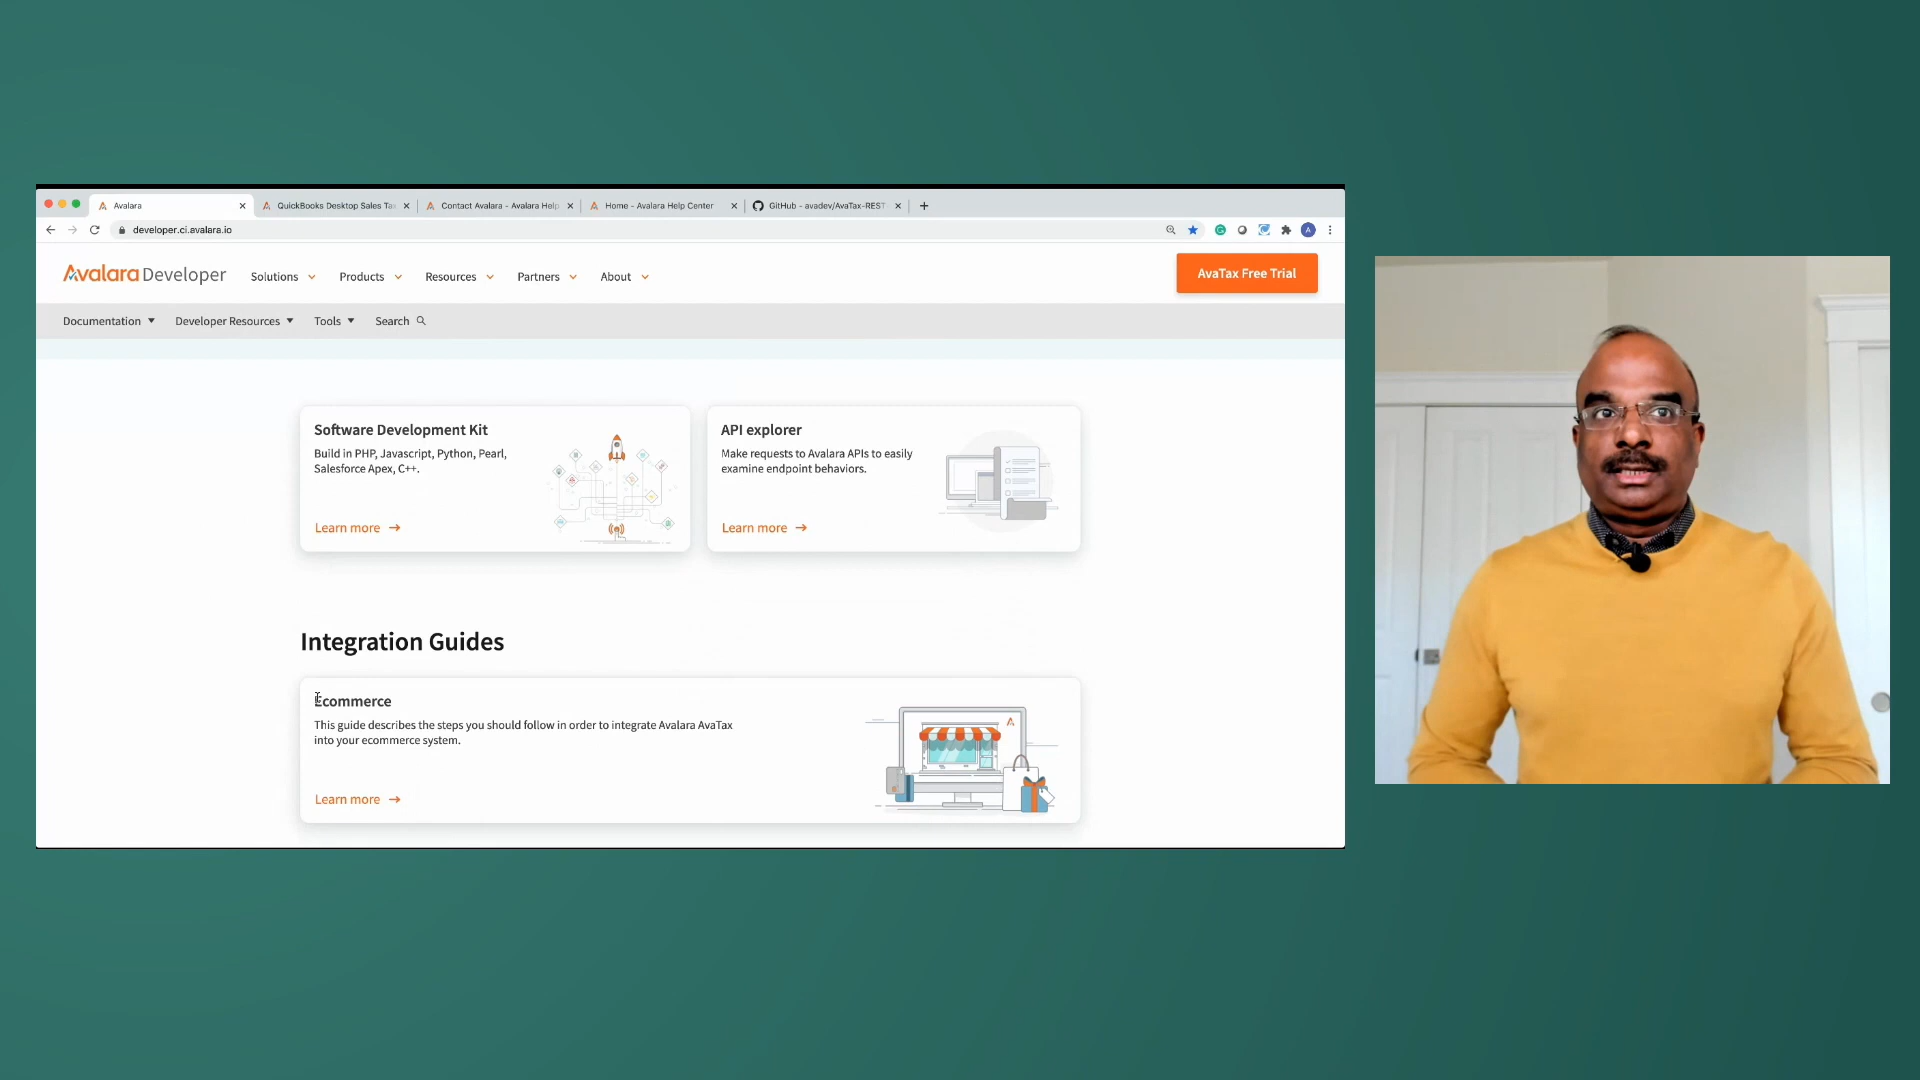 Avalara
QuickBooks Desktop Sales Tax
Contact Avalara - Avalara Help
Home - Avalara Help Center
GitHub - avadev/AvaTax-REST
developer.ci.avalara.io
A
Avalara Developer
Solutions
Products
Resources
Partners
About
AvaTax Free Trial
Documentation
Developer Resources
Tools
Search
Software Development Kit
Build in PHP, Javascript, Python, Pearl,
Salesforce Apex, C++.
Learn more
API explorer
Make requests to Avalara APIs to easily
examine endpoint behaviors.
Learn more
Integration Guides
Ecommerce
This guide describes the steps you should follow in order to integrate Avalara AvaTax
into your ecommerce system.
Learn more